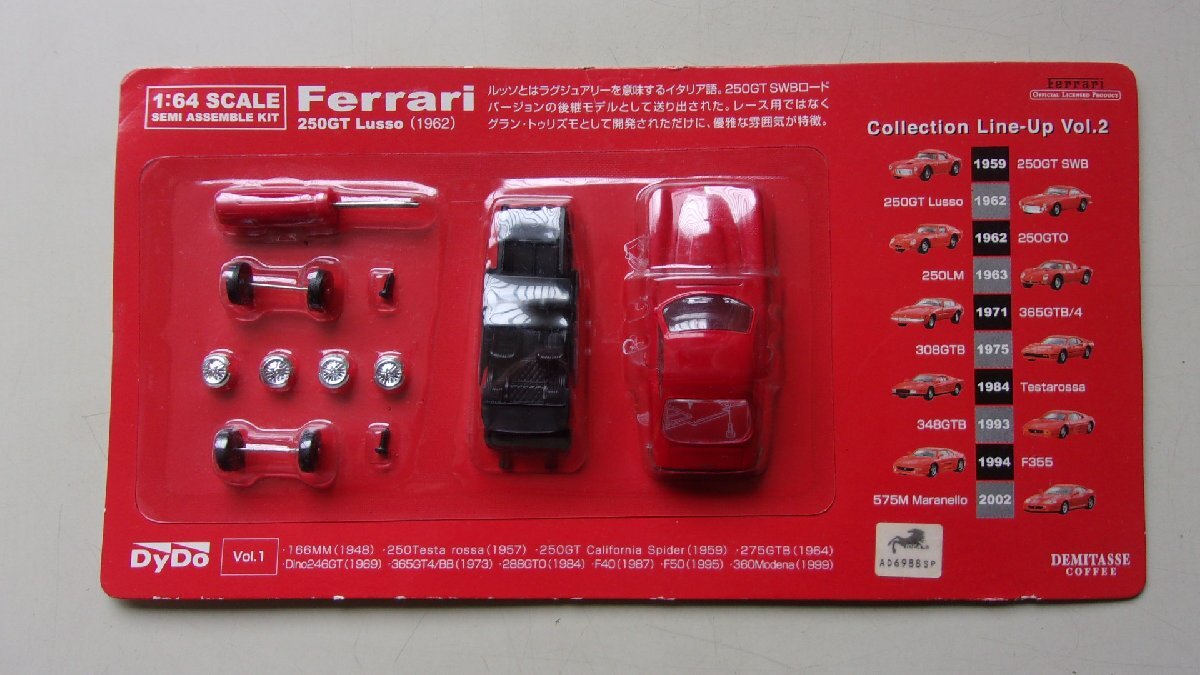 1:64 SCALE
SEMI ASSEMBLE KIT
Ferrari
250GT Lusso (1962)
ルッソとはラグジュアリーを意味するイタリア語。250GT SWBロード
バージョンの後継モデルとして送り出された。レース用ではなく
グラン・トゥリズモとして開発されただけに、優雅な雰囲気が特徴。
Ferrari
OFFICIAL LICENSED PRODUCT
Collection Line-Up Vol.2
1959 250GT SWB
250GT Lusso 1962
1962 250GTO
250LM 1963
1971 365GTB/4
308GTB 1975
1984 Testarossa
348GTB 1993
1994 F355
575M Maranello 2002
DyDo
Vol.1
·166MM(1948) ·250Testa rossa(1957) ·250GT California Spider(1959) ·275GTB(1964)
·Dino246GT(1969) ·365GT4/BB(1973) ·288GTO(1984) ·F40(1987) ·F50(1995) ·360Modena(1999)
AD6988SP
DEMITASSE
COFFEE